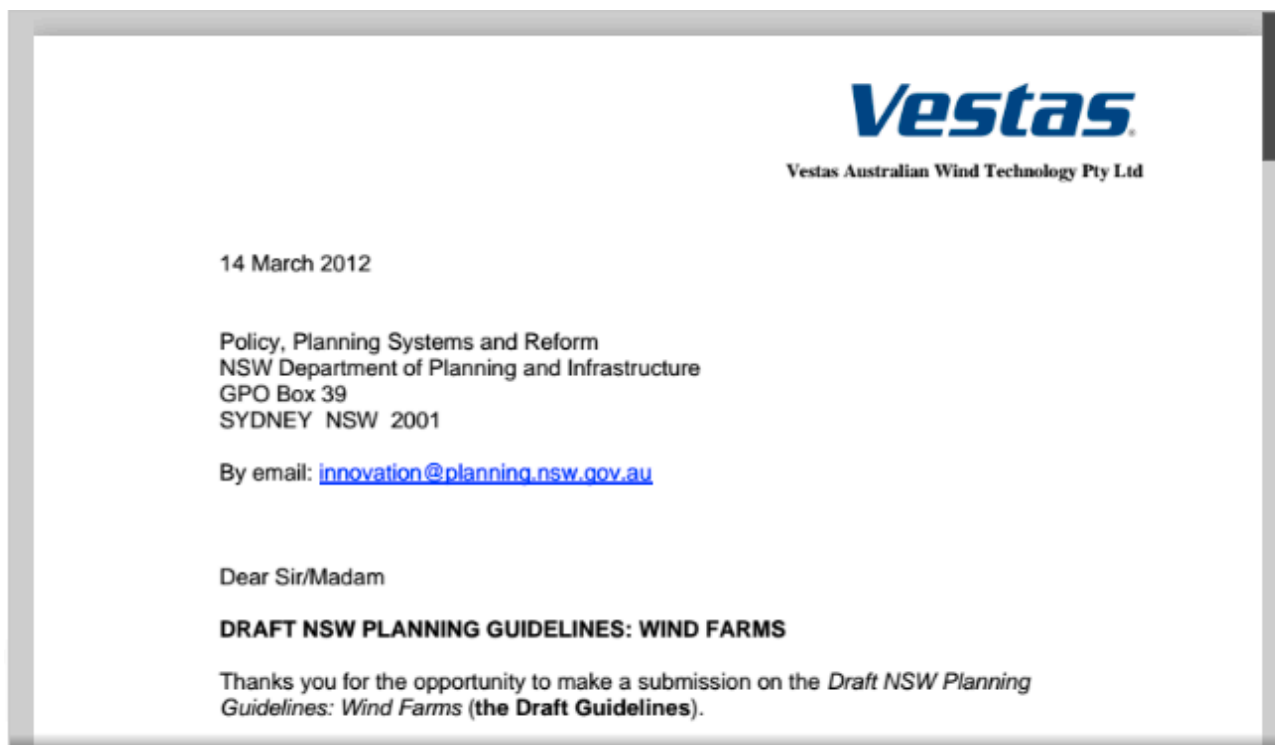 Vestas
Vestas Australian Wind Technology Pty Ltd
14 March 2012
Policy, Planning Systems and Reform
NSW Department of Planning and Infrastructure
GPO Box 39
SYDNEY NSW 2001
By email: innovation@planning.nsw.gov.au
Dear Sir/Madam
DRAFT NSW PLANNING GUIDELINES: WIND FARMS
Thanks you for the opportunity to make a submission on the Draft NSW Planning
Guidelines: Wind Farms (the Draft Guidelines).